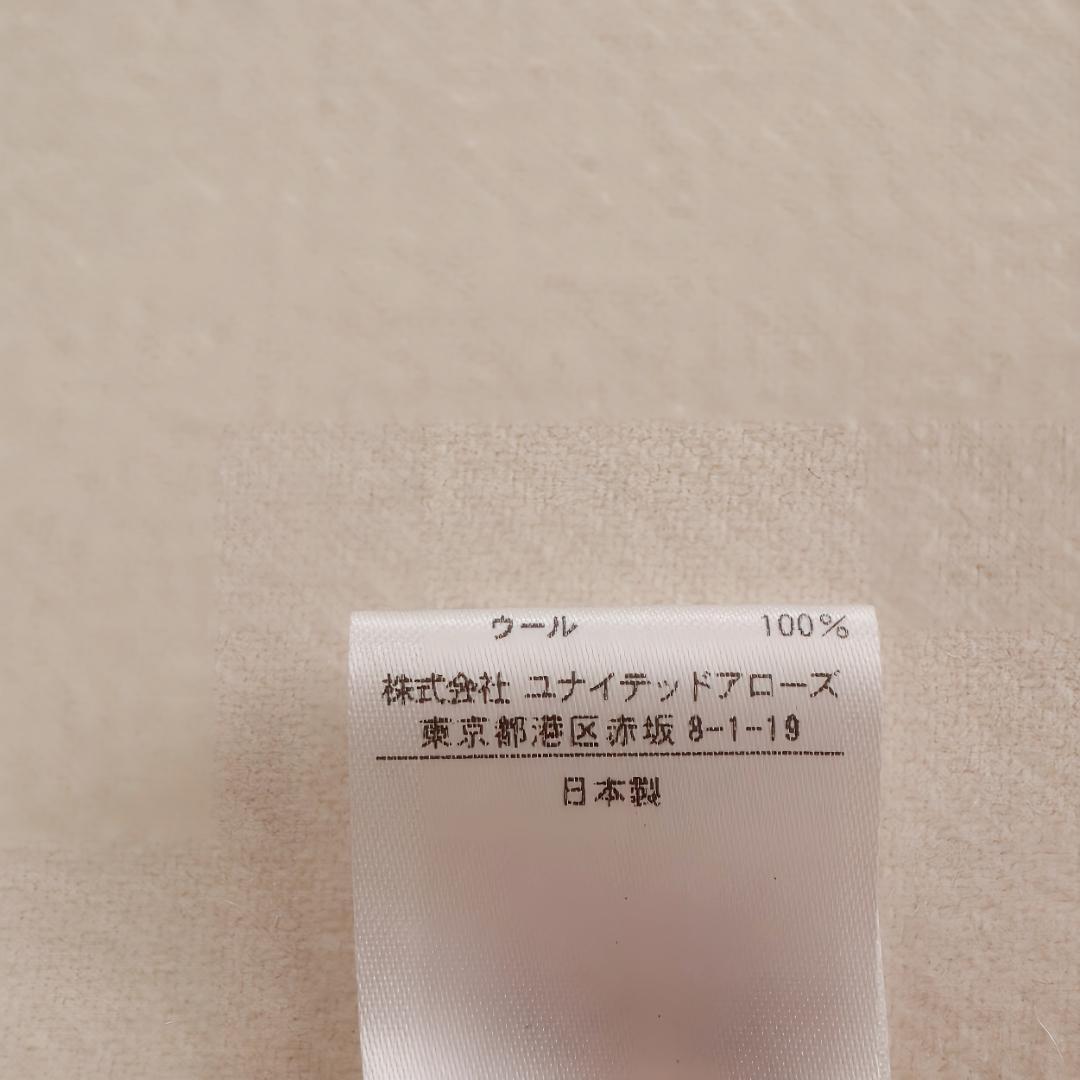 ウール 100%
株式会社 ユナイテッドアローズ
東京都港区赤坂 8-1-19
日本製